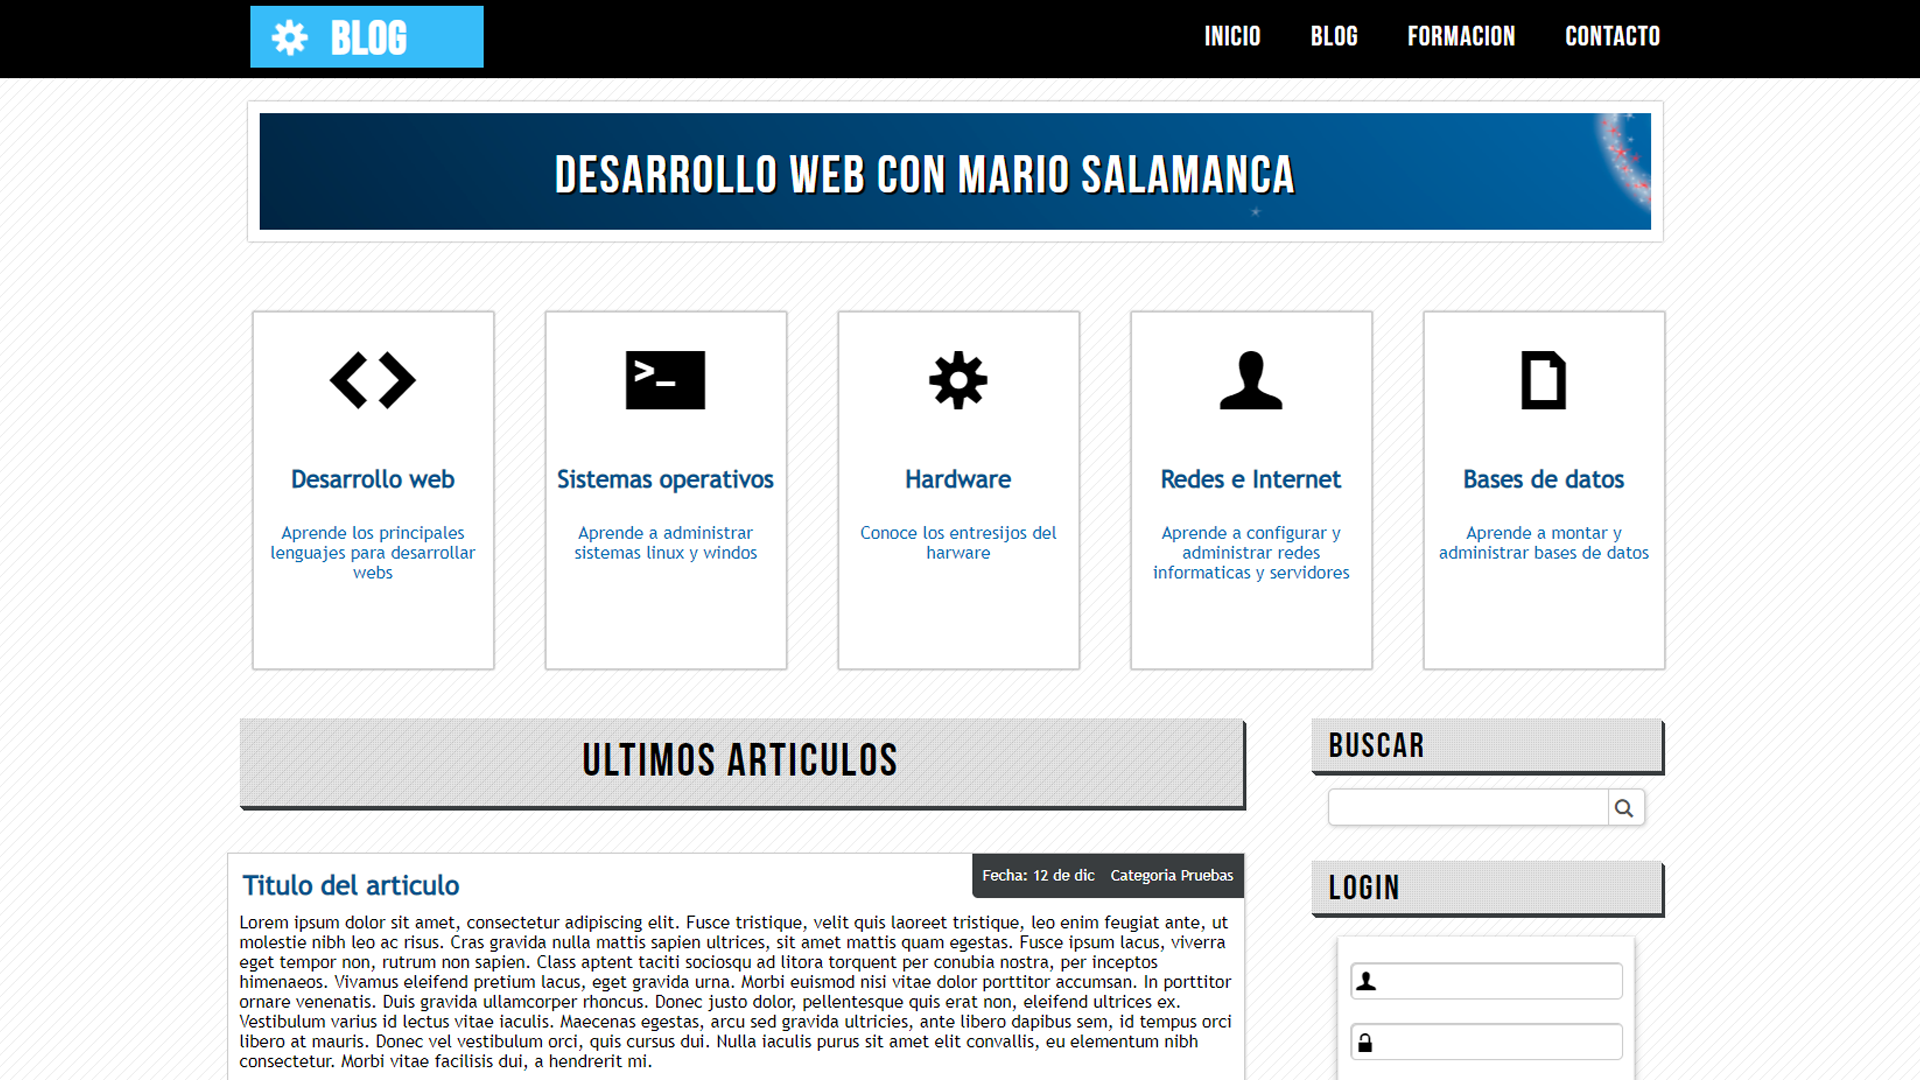 BLOG
INICIO BLOG FORMACION CONTACTO
DESARROLLO WEB CON MARIO SALAMANCA
>_
Desarrollo web
Aprende los principales
lenguajes para desarrollar
webs
Sistemas operativos
Aprende a administrar
sistemas linux y windos
Hardware
Conoce los entresijos del
harware
Redes e Internet
Aprende a configurar y
administrar redes
informaticas y servidores
Bases de datos
Aprende a montar y
administrar bases de datos
ULTIMOS ARTICULOS
Titulo del articulo
Fecha: 12 de dic Categoria Pruebas
Lorem ipsum dolor sit amet, consectetur adipiscing elit. Fusce tristique, velit quis laoreet tristique, leo enim feugiat ante, ut
molestie nibh leo ac risus. Cras gravida nulla mattis sapien ultrices, sit amet mattis quam egestas. Fusce ipsum lacus, viverra
eget tempor non, rutrum non sapien. Class aptent taciti sociosqu ad litora torquent per conubia nostra, per inceptos
himenaeos. Vivamus eleifend pretium lacus, eget gravida urna. Morbi euismod nisi vitae dolor porttitor accumsan. In porttitor
ornare venenatis. Duis gravida ullamcorper rhoncus. Donec justo dolor, pellentesque quis erat non, eleifend ultrices ex.
Vestibulum varius id lectus vitae iaculis. Maecenas egestas, arcu sed gravida ultricies, ante libero dapibus sem, id tempus orci
libero at mauris. Donec vel vestibulum orci, quis cursus dui. Nulla iaculis purus sit amet elit convallis, eu elementum nibh
consectetur. Morbi vitae facilisis dui, a hendrerit mi.
BUSCAR
LOGIN